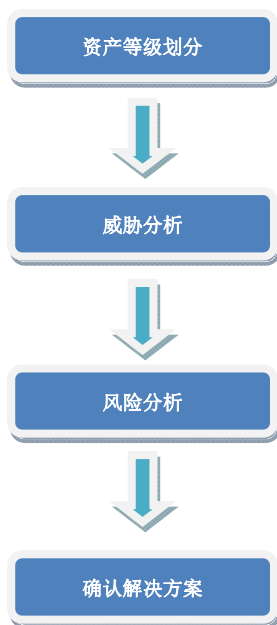 资产等级划分
威胁分析
风险分析
确认解决方案